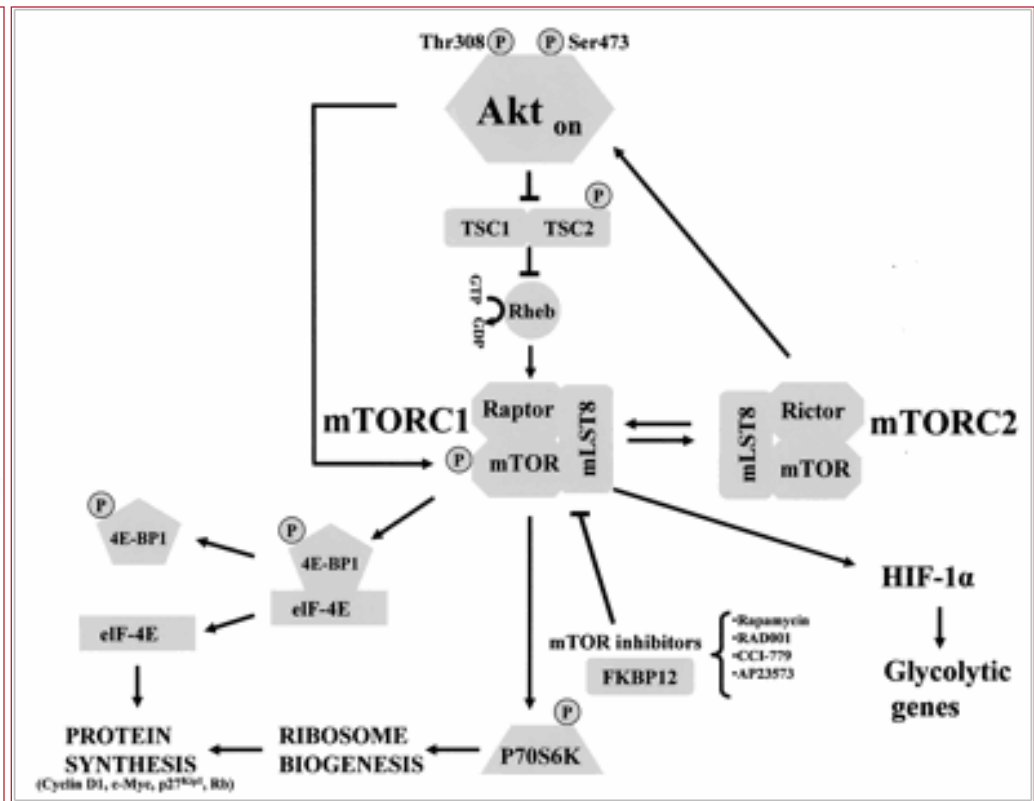 Thr308 P P Ser473
Akt on
P
TSC1 TSC2
GTP
GDP
Rheb
mTORC1 Raptor mLST8
P mTOR
mLST8 Rictor mTORC2
mTOR
P
4E-BP1
P
4E-BP1
eIF-4E
eIF-4E
HIF-1α
Glycolytic
genes
mTOR inhibitors
FKBP12
•Rapamycin
•RAD001
•CCI-779
•AP23573
P
P70S6K
RIBOSOME
BIOGENESIS
PROTEIN
SYNTHESIS
(Cyclin D1, c-Myc, p27Kip1, Rb)